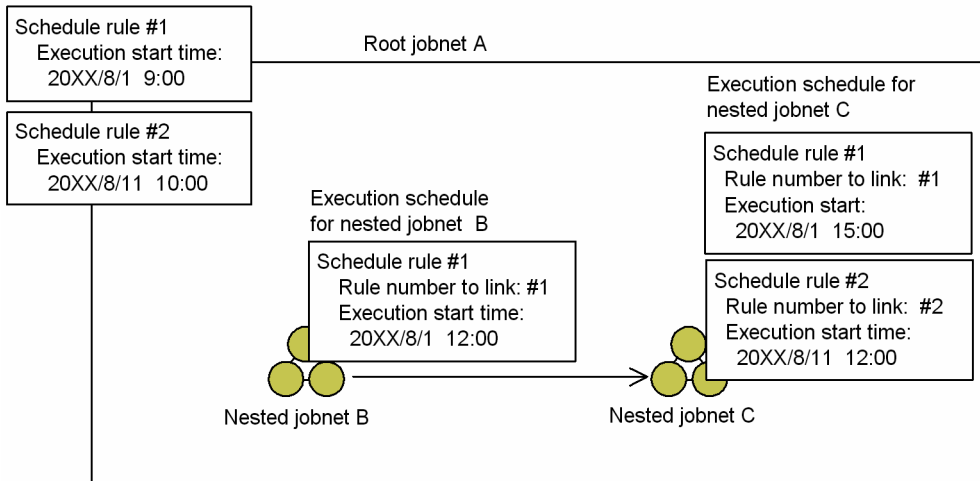 Schedule rule #1
Execution start time:
20XX/8/1 9:00
Root jobnet A
Schedule rule #2
Execution start time:
20XX/8/11 10:00
Execution schedule
for nested jobnet B
Schedule rule #1
Rule number to link: #1
Execution start time:
20XX/8/1 12:00
Nested jobnet B
Execution schedule for
nested jobnet C
Schedule rule #1
Rule number to link: #1
Execution start:
20XX/8/1 15:00
Schedule rule #2
Rule number to link: #2
Execution start time:
20XX/8/11 12:00
Nested jobnet C